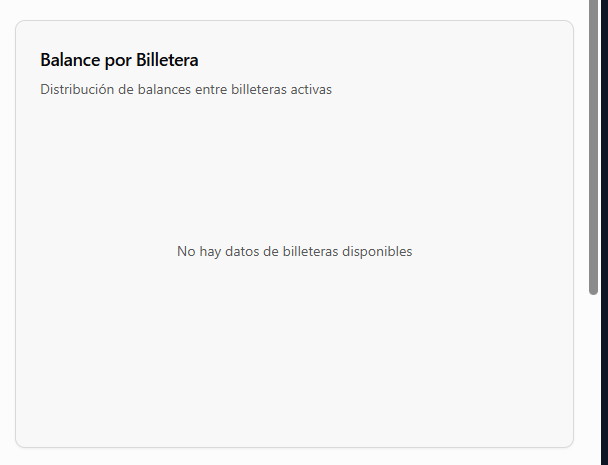 Balance por Billetera
Distribución de balances entre billeteras activas
No hay datos de billeteras disponibles